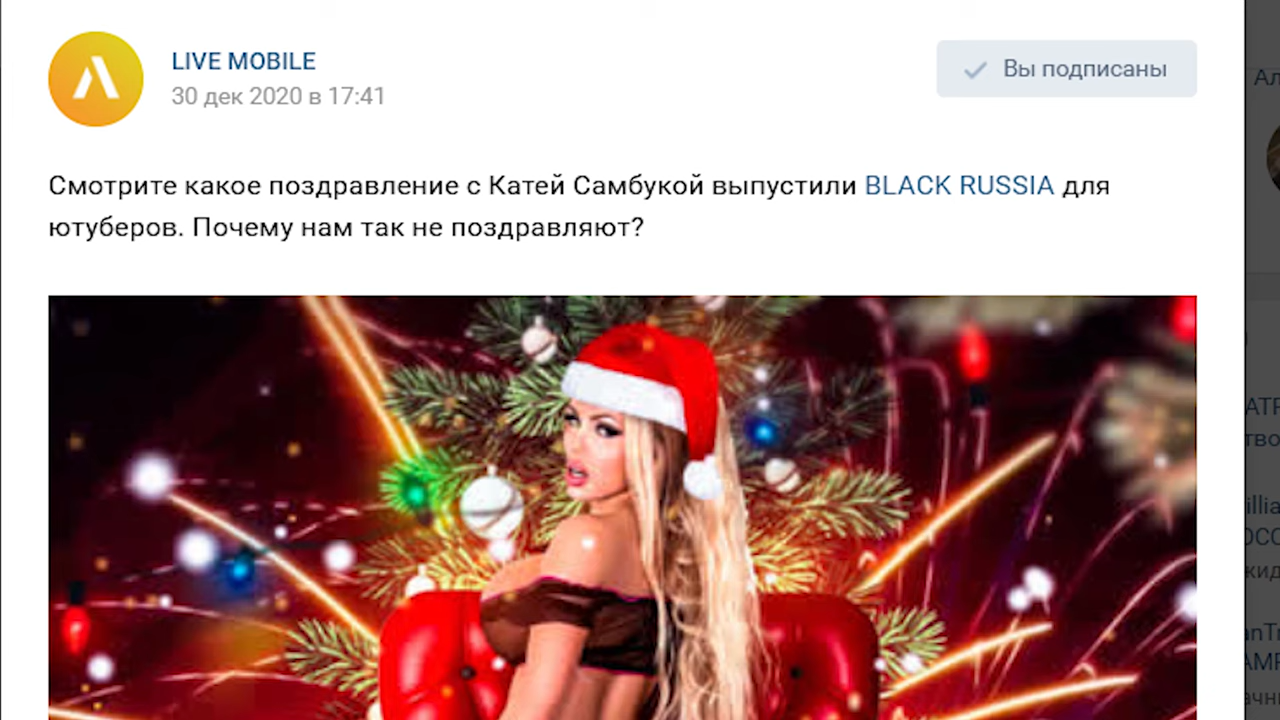 LIVE MOBILE
30 дек 2020 в 17:41
Вы подписаны
Смотрите какое поздравление с Катей Самбукой выпустили BLACK RUSSIA для
ютуберов. Почему нам так не поздравляют?